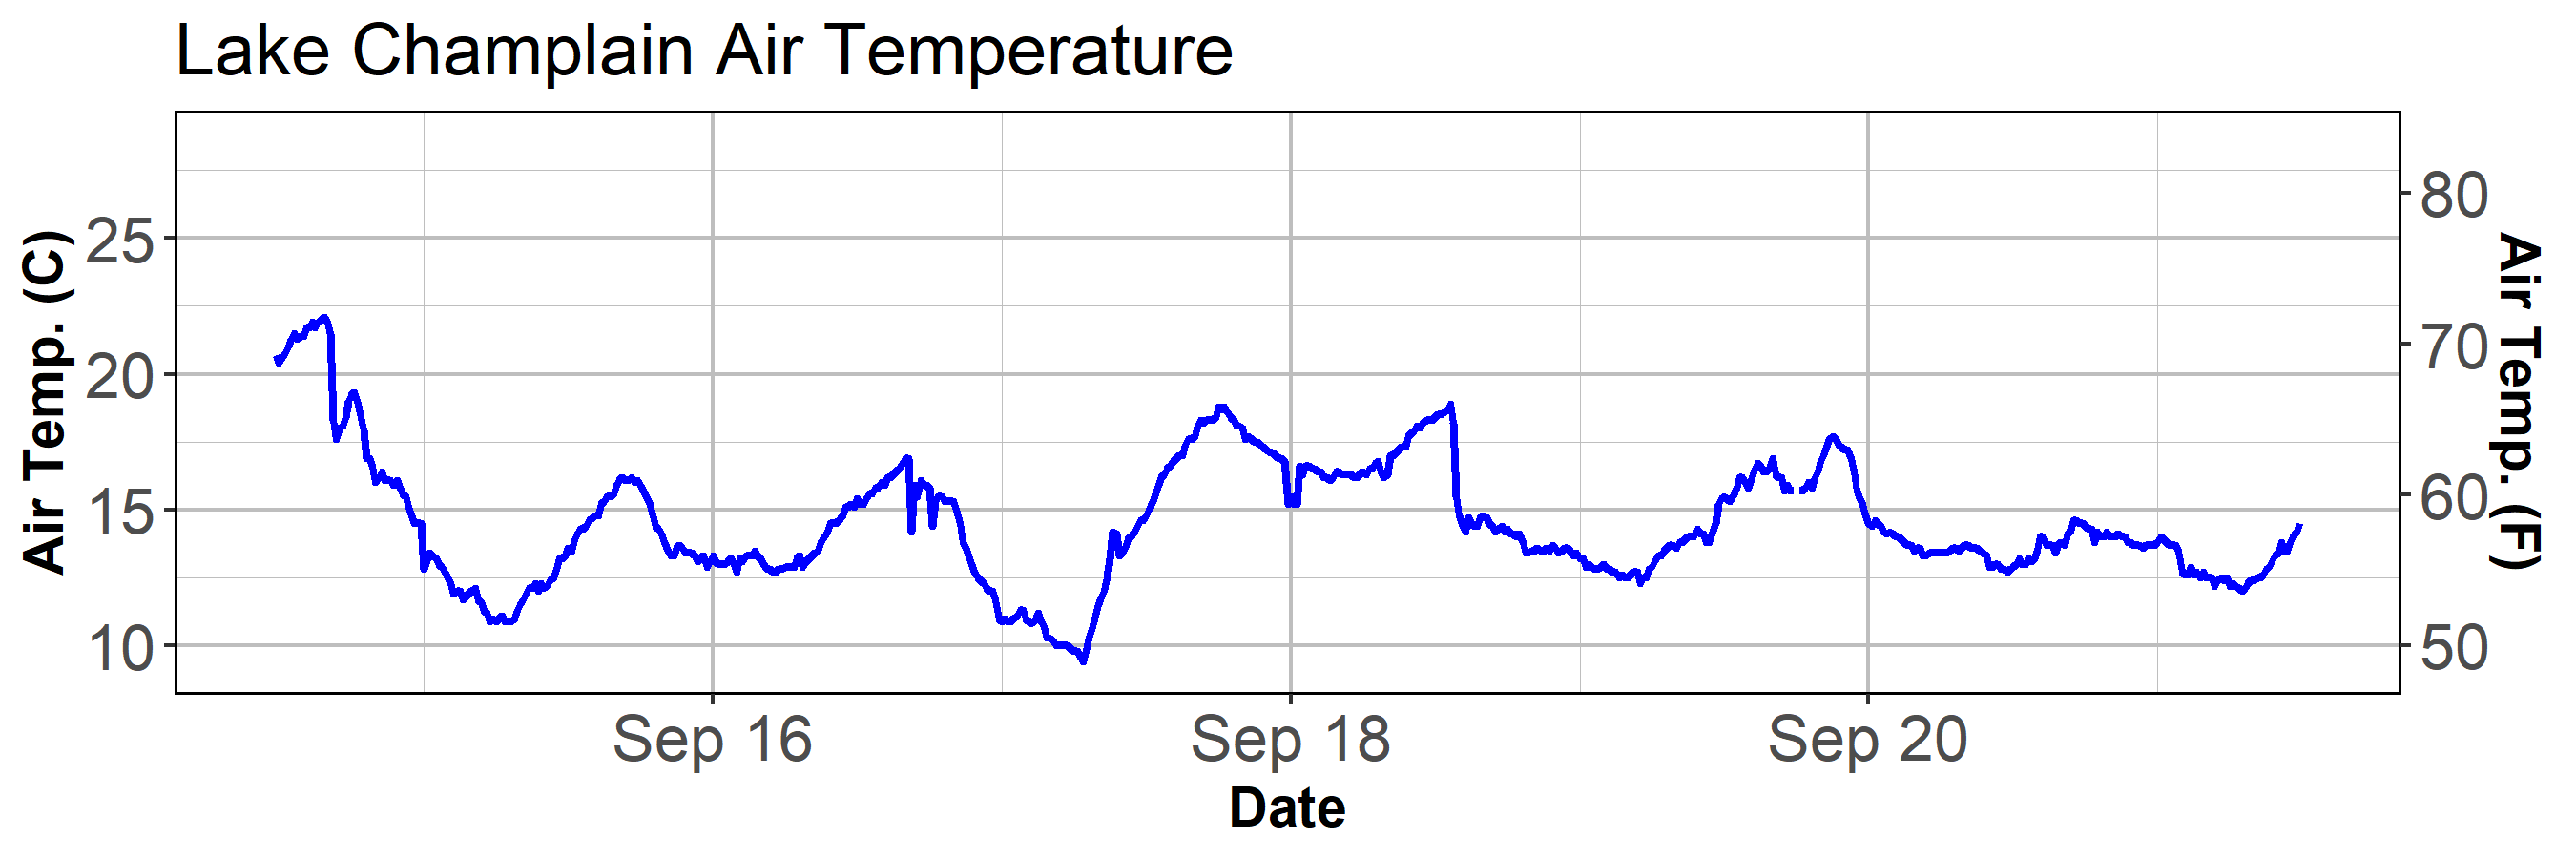 Lake Champlain Air Temperature
Air Temp. (C)
25
20
15
10
80
70
60
50
Air Temp. (F)
Sep 16
Sep 18
Sep 20
Date